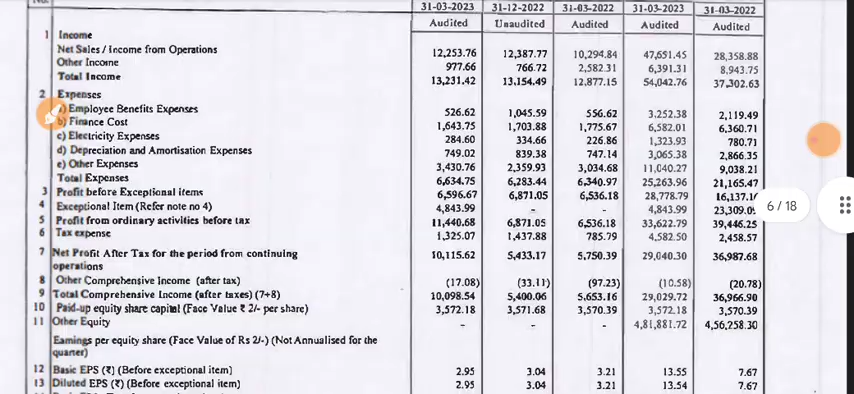 31-03-2023 31-12-2022 31-03-2022 31-03-2023 31-03-2022
Audited Unaudited Audited Audited Audited
1 Income
Net Sales / Income from Operations 12,253.76 12,387.77 10,294.84 47,651.45 28,358.88
Other Income 977.66 766.72 2,582.31 6,391.31 8,943.75
Total Income 13,231.42 13,154.49 12,877.15 54,042.76 37,302.63
2 Expenses
a) Employee Benefits Expenses 526.62 1,045.59 556.62 3,252.38 2,119.49
b) Finance Cost 1,643.75 1,703.88 1,775.67 6,582.01 6,360.71
c) Electricity Expenses 284.60 334.66 226.86 1,323.93 780.71
d) Depreciation and Amortisation Expenses 749.02 839.38 747.14 3,065.38 2,866.35
e) Other Expenses 3,430.76 2,359.93 3,034.68 11,040.27 9,038.21
Total Expenses 6,634.75 6,283.44 6,340.97 25,263.96 21,165.47
3 Profit before Exceptional items 6,596.67 6,871.05 6,536.18 28,778.79
4 Exceptional Item (Refer note no 4) 4,843.99 - - 4,843.99
5 Profit from ordinary activities before tax 11,440.68 6,871.05 6,536.18 33,622.79 39,446.25
6 Tax expense 1,325.07 1,437.88 785.79 4,582.50 2,458.57
6 / 18
7 Net Profit After Tax for the period from continuing operations 10,115.62 5,433.17 5,750.39 29,040.30 36,987.68
8 Other Comprehensive Income (after tax) (17.08) (33.11) (97.23) (10.58) (20.78)
9 Total Comprehensive Income (after taxes) (7+8) 10,098.54 5,400.06 5,653.16 29,029.72 36,966.90
10 Paid-up equity share capital (Face Value ₹ 2/- per share) 3,572.18 3,571.68 3,570.39 3,572.18 3,570.39
11 Other Equity - - - 4,81,881.72 4,56,258.30
Earnings per equity share (Face Value of Rs 2/-) (Not Annualised for the quarter)
12 Basic EPS (₹) (Before exceptional item) 2.95 3.04 3.21 13.55 7.67
13 Diluted EPS (₹) (Before exceptional item) 2.95 3.04 3.21 13.54 7.67